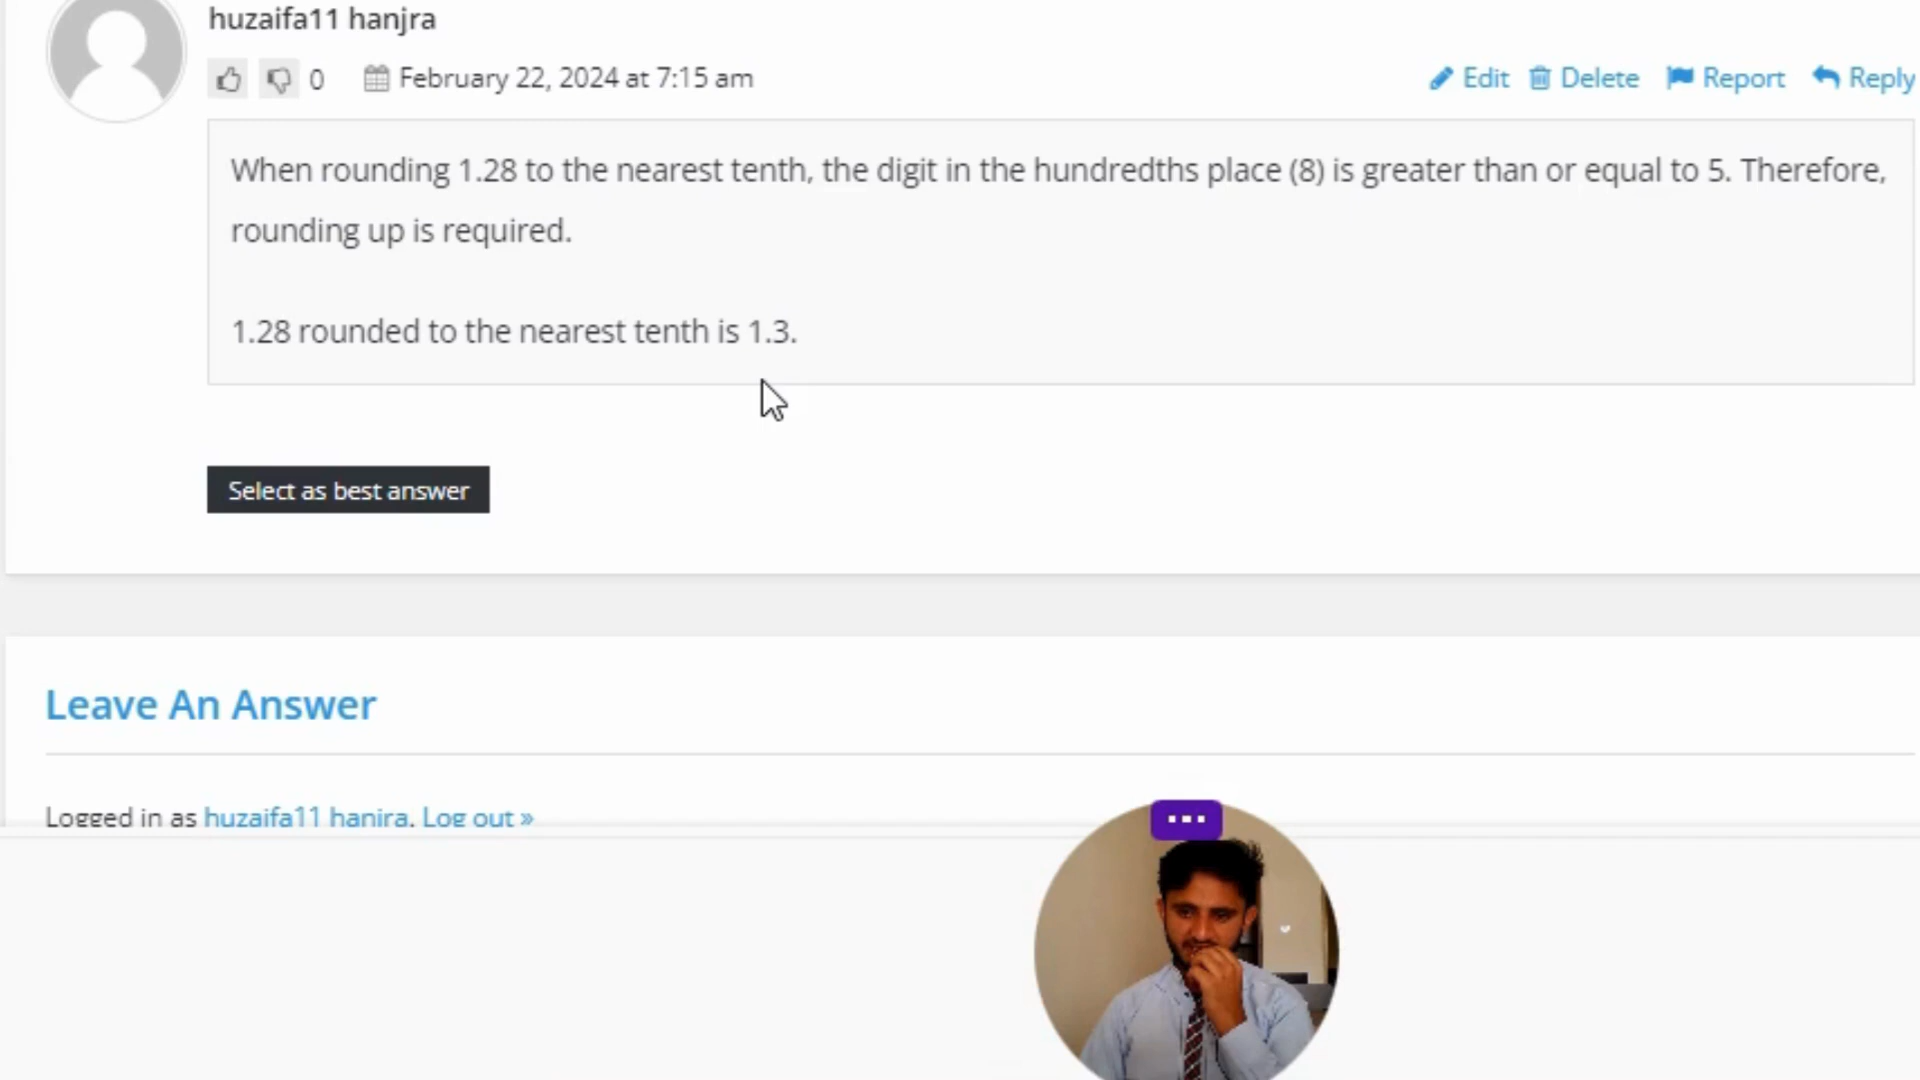 huzaifa11 hanjra
0 February 22, 2024 at 7:15 am Edit Delete Report Reply
When rounding 1.28 to the nearest tenth, the digit in the hundredths place (8) is greater than or equal to 5. Therefore,
rounding up is required.
1.28 rounded to the nearest tenth is 1.3.
Select as best answer
Leave An Answer
Logged in as huzaifa11 hanjra. Log out »